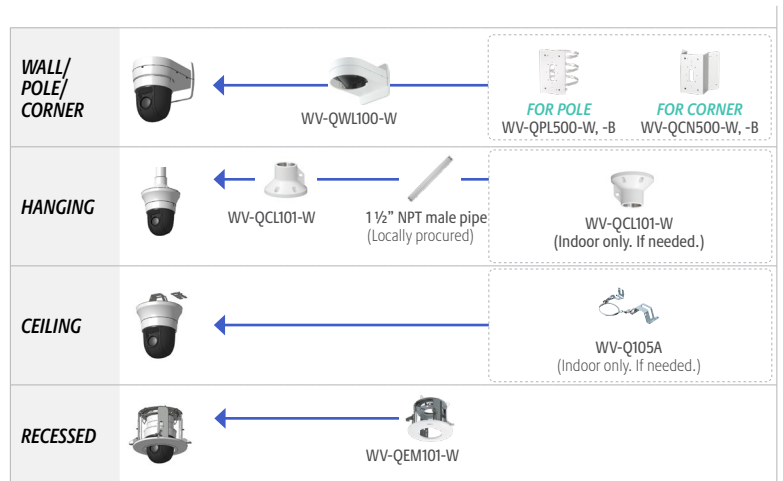 WALL/
POLE/
CORNER
WV-QWL100-W
FOR POLE
WV-QPL500-W, -B
FOR CORNER
WV-QCN500-W, -B
HANGING
WV-QCL101-W
1 ½” NPT male pipe
(Locally procured)
WV-QCL101-W
(Indoor only. If needed.)
CEILING
WV-Q105A
(Indoor only. If needed.)
RECESSED
WV-QEM101-W